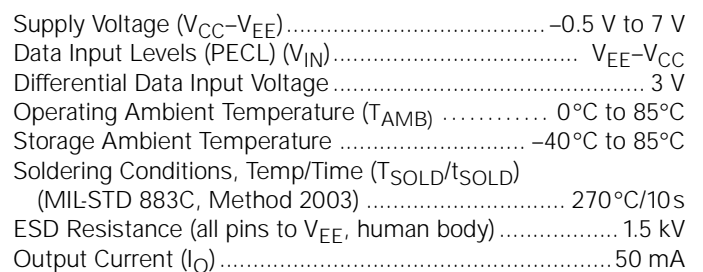 Supply Voltage (VCC–VEE) ........................................ –0.5 V to 7 V
Data Input Levels (PECL) (VIN) ..................................... VEE–VCC
Differential Data Input Voltage ................................................... 3 V
Operating Ambient Temperature (TAMB) ............ 0°C to 85°C
Storage Ambient Temperature ............................ –40°C to 85°C
Soldering Conditions, Temp/Time (TSOLD/tSOLD)
(MIL-STD 883C, Method 2003) .............................. 270°C/10 s
ESD Resistance (all pins to VEE, human body) .................. 1.5 kV
Output Current (IO) ............................................................ 50 mA